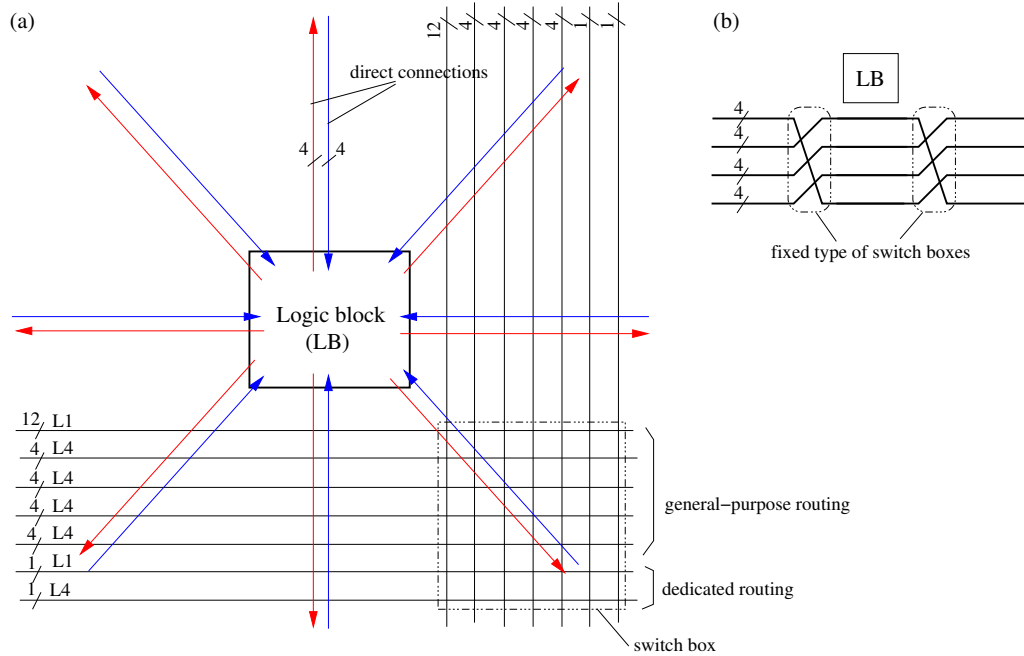 (a)
12
4
4
4
4
1
1
direct connections
4
4
Logic block
(LB)
12 L1
4 L4
4 L4
4 L4
4 L4
1 L1
1 L4
general-purpose routing
dedicated routing
switch box
(b)
LB
4
4
4
4
fixed type of switch boxes